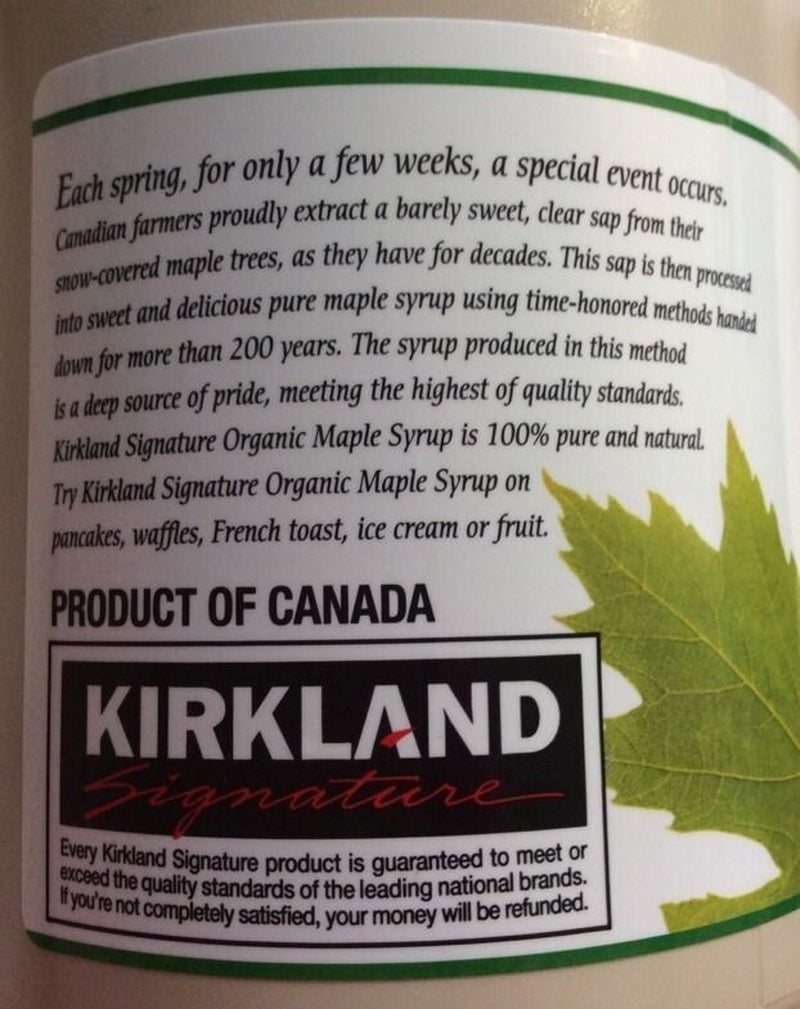 Each spring, for only a few weeks, a special event occurs.
Canadian farmers proudly extract a barely sweet, clear sap from their
snow-covered maple trees, as they have for decades. This sap is then processed
into sweet and delicious pure maple syrup using time-honored methods handed
down for more than 200 years. The syrup produced in this method
is a deep source of pride, meeting the highest of quality standards.
Kirkland Signature Organic Maple Syrup is 100% pure and natural.
Try Kirkland Signature Organic Maple Syrup on
pancakes, waffles, French toast, ice cream or fruit.
PRODUCT OF CANADA
KIRKLAND
Signature
Every Kirkland Signature product is guaranteed to meet or
exceed the quality standards of the leading national brands.
If you're not completely satisfied, your money will be refunded.